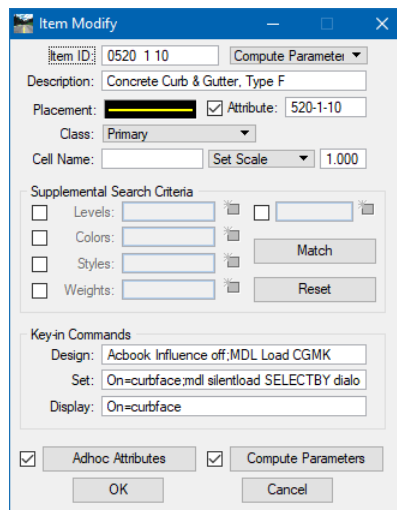 Item Modify
Item ID: 0520 1 10 Compute Parameter
Description: Concrete Curb & Gutter, Type F
Placement: Attribute: 520-1-10
Class: Primary
Cell Name: Set Scale 1.000
Supplemental Search Criteria
Levels:
Colors:
Styles: Match
Weights: Reset
Key-in Commands
Design: Acbook Influence off;MDL Load CGMK
Set: On=curbface;mdl silentload SELECTBY dialo
Display: On=curbface
Adhoc Attributes Compute Parameters
OK Cancel